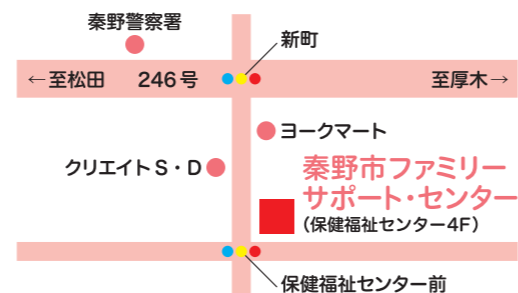 秦野警察署
新町
←至松田 246号 至厚木→
ヨークマート
クリエイトS・D
秦野市ファミリー
サポート・センター
(保健福祉センター4F)
保健福祉センター前